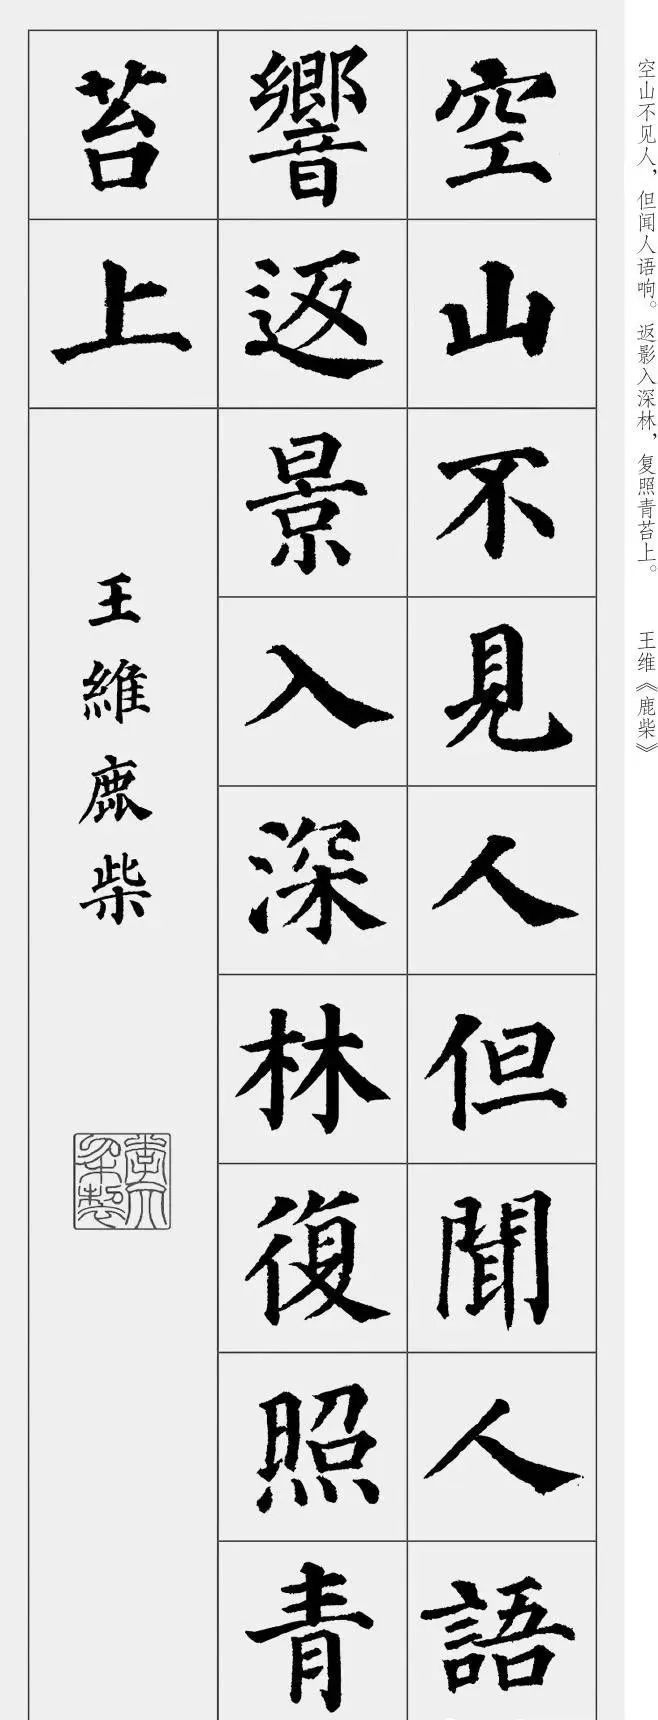 空山不見人但聞人語
響返景入深林復照青
苔上
王維鹿柴
空山不见人，但闻人语响。返影入深林，复照青苔上。 王维《鹿柴》